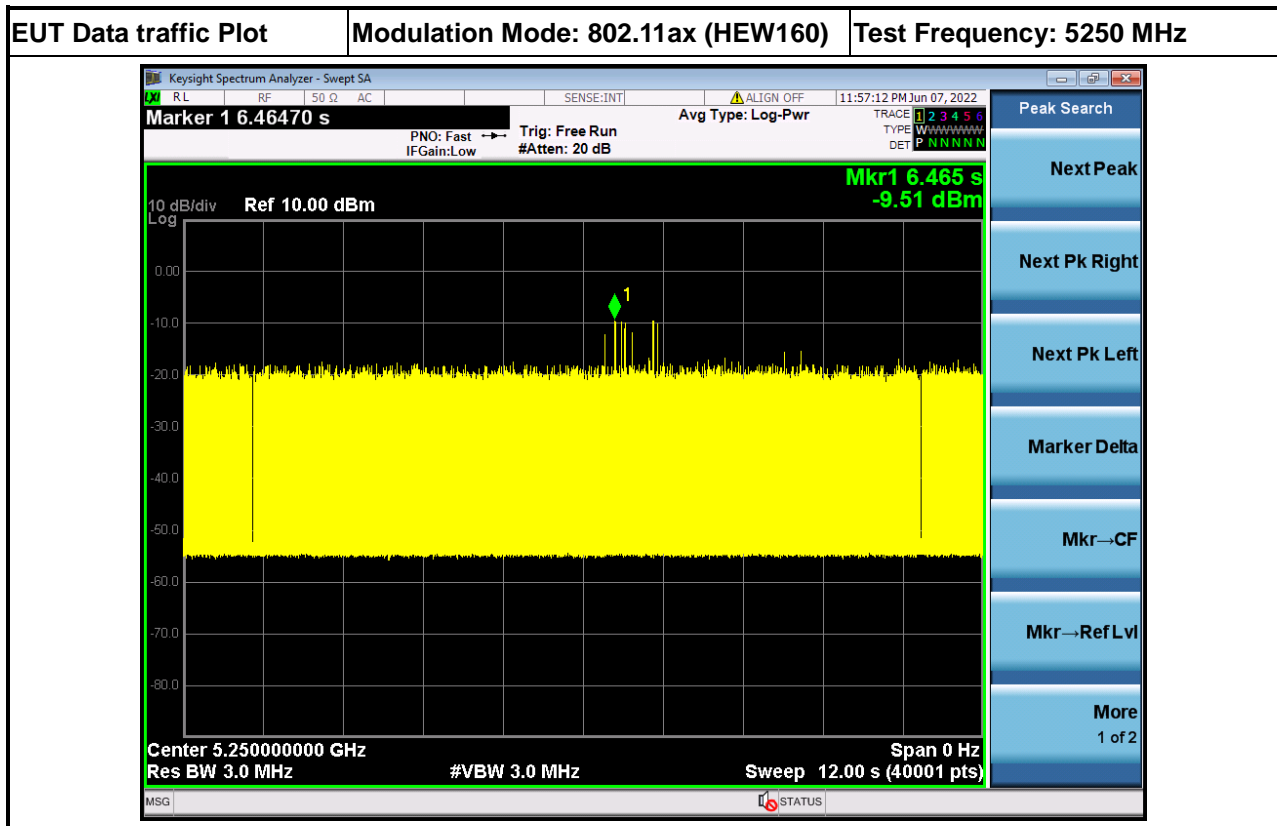 EUT Data traffic Plot
Modulation Mode: 802.11ax (HEW160)
Test Frequency: 5250 MHz
Keysight Spectrum Analyzer - Swept SA
LXI RL RF 50 Ω AC SENSE:INT ALIGN OFF 11:57:12 PM Jun 07, 2022
Marker 1 6.46470 s
PNO: Fast
IFGain:Low
Trig: Free Run
#Atten: 20 dB
Avg Type: Log-Pwr
TRACE 1 2 3 4 5 6
TYPE WWWWWW
DET P N N N N N
Mkr1 6.465 s
-9.51 dBm
10 dB/div Ref 10.00 dBm
Log
0.00
-10.0
-20.0
-30.0
-40.0
-50.0
-60.0
-70.0
-80.0
1
Center 5.250000000 GHz
Span 0 Hz
Res BW 3.0 MHz
#VBW 3.0 MHz
Sweep 12.00 s (40001 pts)
MSG
STATUS
Peak Search
Next Peak
Next Pk Right
Next Pk Left
Marker Delta
Mkr→CF
Mkr→Ref Lvl
More
1 of 2